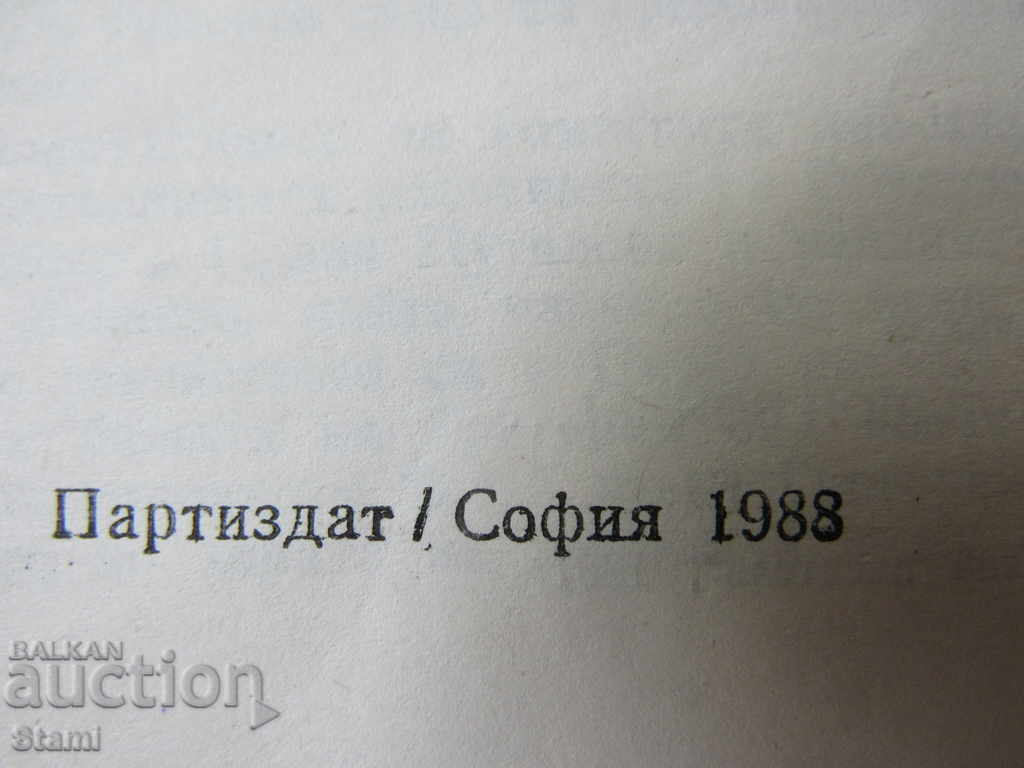 Партиздат / София 1988
BALKAN
auction
Stami